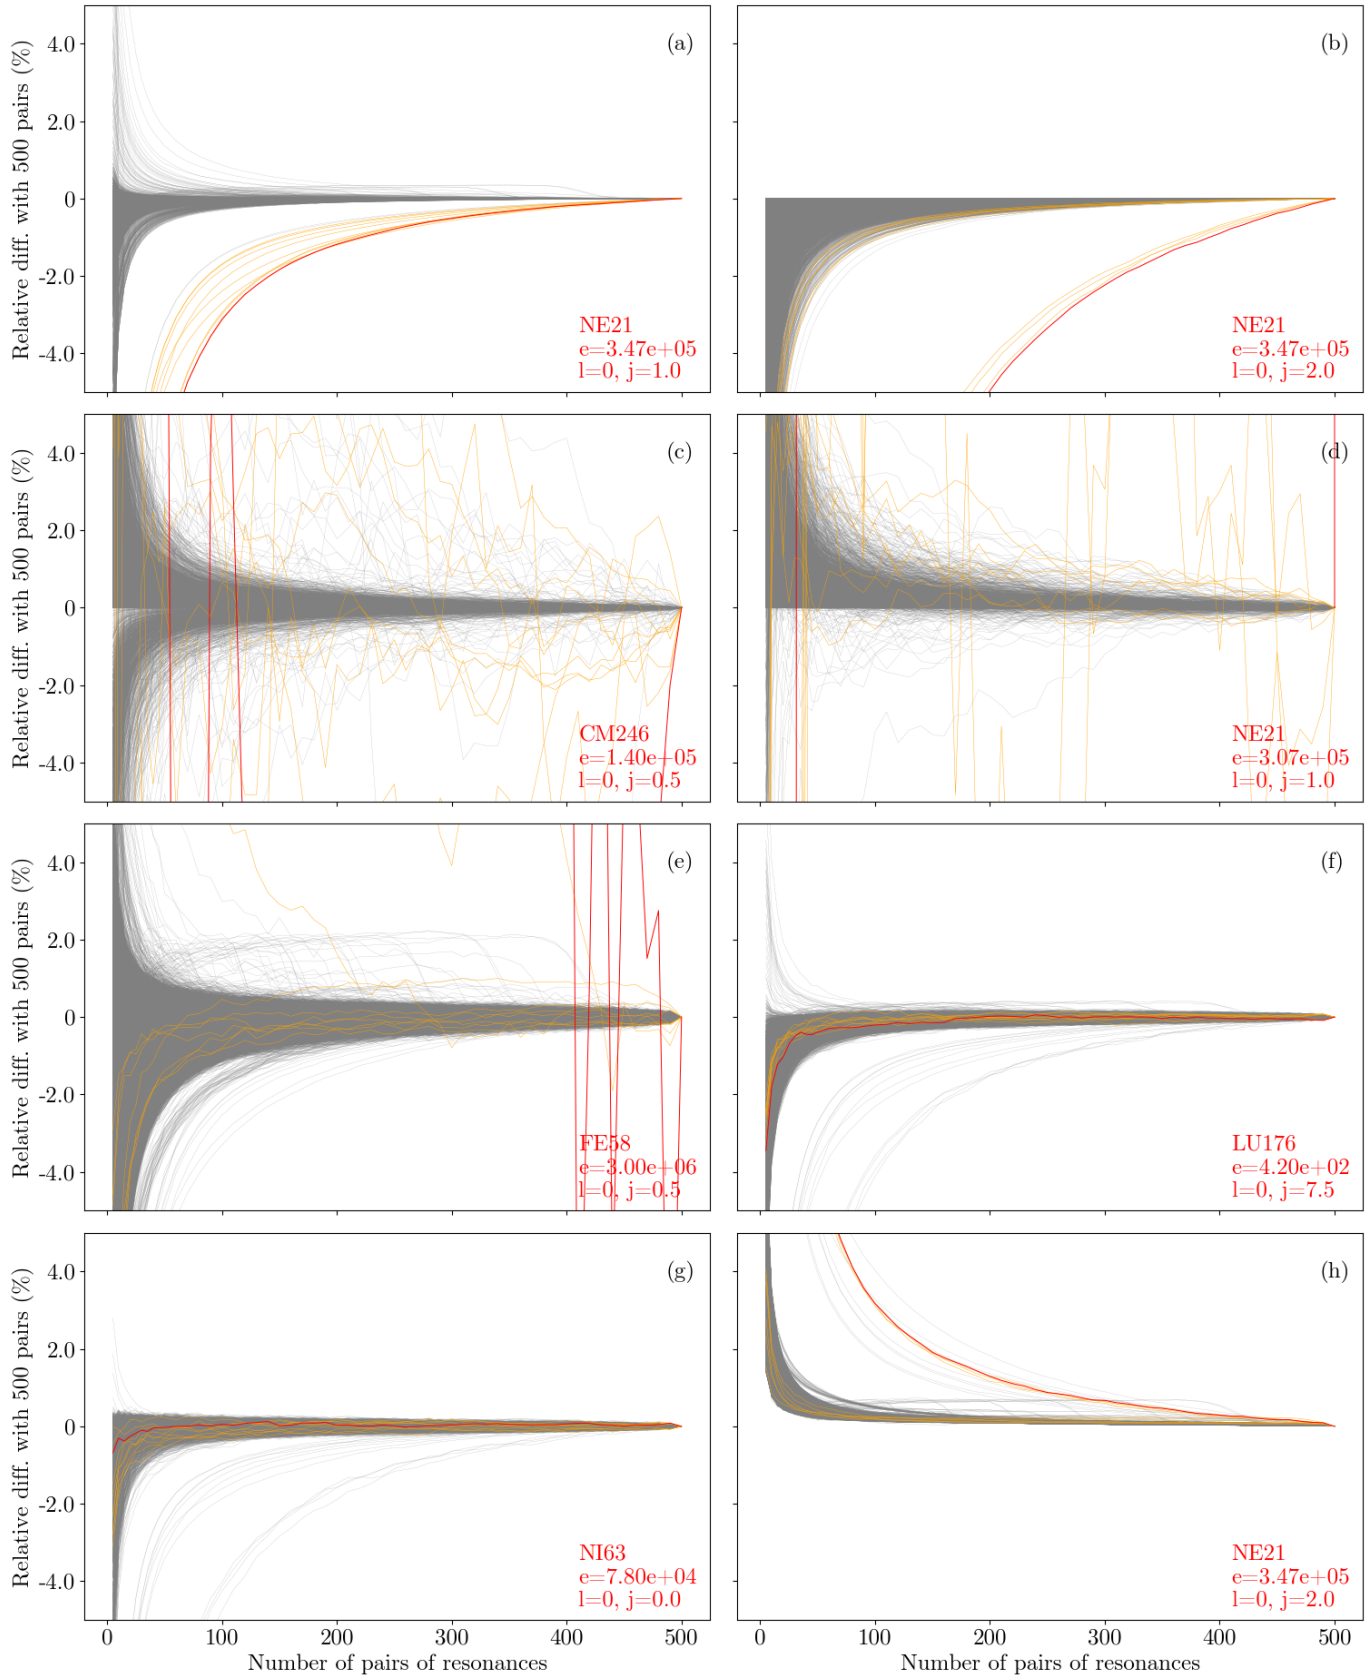 Relative diff. with 500 pairs (%)
4.0
2.0
0
-2.0
-4.0
(a)
NE21
e=3.47e+05
l=0, j=1.0
(b)
NE21
e=3.47e+05
l=0, j=2.0
Relative diff. with 500 pairs (%)
4.0
2.0
0
-2.0
-4.0
(c)
CM246
e=1.40e+05
l=0, j=0.5
(d)
NE21
e=3.07e+05
l=0, j=1.0
Relative diff. with 500 pairs (%)
4.0
2.0
0
-2.0
-4.0
(e)
FE58
e=3.00e+06
l=0, j=0.5
(f)
LU176
e=4.20e+02
l=0, j=7.5
Relative diff. with 500 pairs (%)
4.0
2.0
0
-2.0
-4.0
(g)
NI63
e=7.80e+04
l=0, j=0.0
(h)
NE21
e=3.47e+05
l=0, j=2.0
0 100 200 300 400 500
Number of pairs of resonances
0 100 200 300 400 500
Number of pairs of resonances